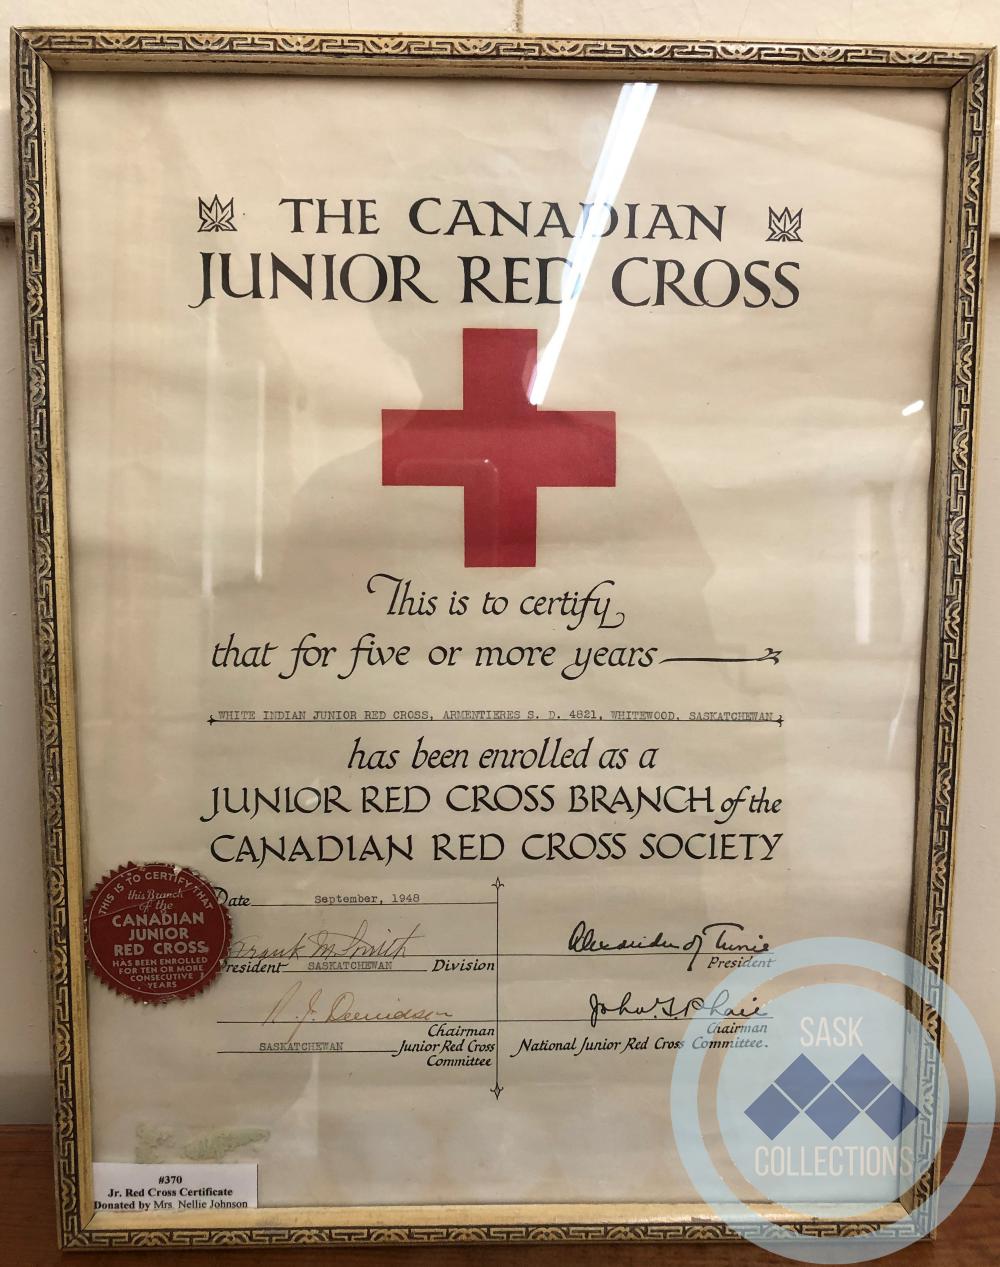 THE CANADIAN
JUNIOR RED CROSS
This is to certify
that for five or more years
WHITE INDIAN JUNIOR RED CROSS, ARMENTIERES S. D. 4821, WHITEWOOD, SASKATCHEWAN
has been enrolled as a
JUNIOR RED CROSS BRANCH of the
CANADIAN RED CROSS SOCIETY
THIS IS TO CERTIFY THAT
this Branch
of the
CANADIAN
JUNIOR
RED CROSS
HAS BEEN ENROLLED
FOR TEN OR MORE
CONSECUTIVE
YEARS
Date September, 1948
Frank M Smith
President SASKATCHEWAN Division
President
Chairman
SASKATCHEWAN Junior Red Cross
Committee
Chairman
National Junior Red Cross Committee.
#370
Jr. Red Cross Certificate
Donated by Mrs. Nellie Johnson
SASK
COLLECTIONS